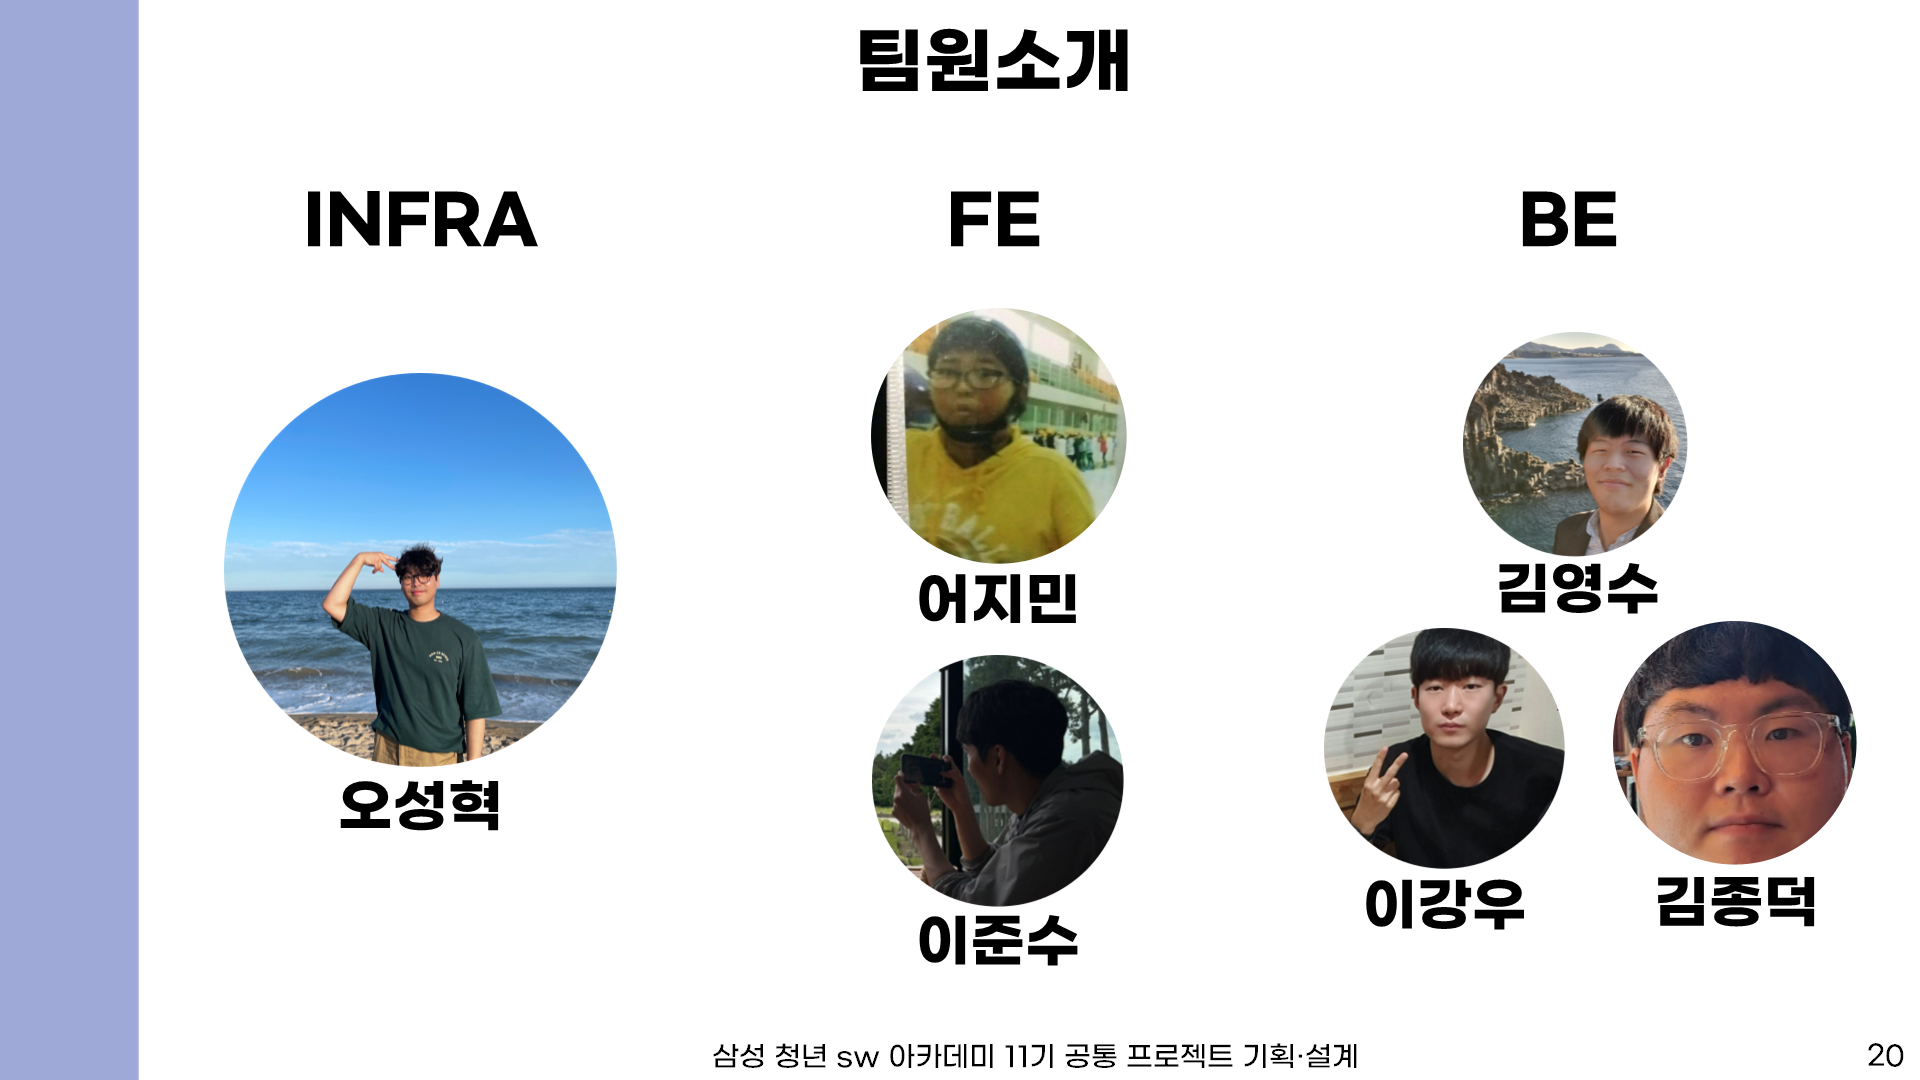 팀원소개
INFRA
FE
BE
어지민
김영수
오성혁
이준수
이강우
김종덕
삼성 청년 sw 아카데미 11기 공통 프로젝트 기획·설계
20